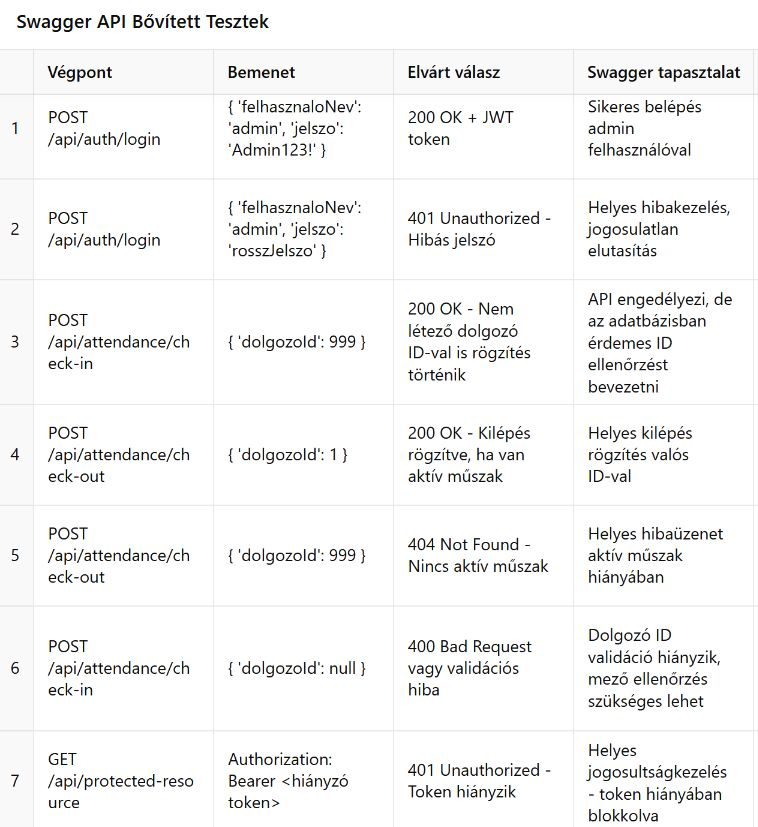 Swagger API Bővített Tesztek
Végpont
Bemenet
Elvárt válasz
Swagger tapasztalat
1
POST
/api/auth/login
{ 'felhasznaloNev':
'admin', 'jelszo':
'Admin123!' }
200 OK + JWT
token
Sikeres belépés
admin
felhasználóval
2
POST
/api/auth/login
{ 'felhasznaloNev':
'admin', 'jelszo':
'rosszJelszo' }
401 Unauthorized -
Hibás jelszó
Helyes hibakezelés,
jogosulatlan
elutasítás
3
POST
/api/attendance/ch
eck-in
{ 'dolgozoId': 999 }
200 OK - Nem
létező dolgozó
ID-val is rögzítés
történik
API engedélyezi, de
az adatbázisban
érdemes ID
ellenőrzést
bevezetni
4
POST
/api/attendance/ch
eck-out
{ 'dolgozoId': 1 }
200 OK - Kilépés
rögzítve, ha van
aktív műszak
Helyes kilépés
rögzítés valós
ID-val
5
POST
/api/attendance/ch
eck-out
{ 'dolgozoId': 999 }
404 Not Found -
Nincs aktív műszak
Helyes hibaüzenet
aktív műszak
hiányában
6
POST
/api/attendance/ch
eck-in
{ 'dolgozoId': null }
400 Bad Request
vagy validációs
hiba
Dolgozó ID
validáció hiányzik,
mező ellenőrzés
szükséges lehet
7
GET
/api/protected-reso
urce
Authorization:
Bearer <hiányzó
token>
401 Unauthorized -
Token hiányzik
Helyes
jogosultságkezelés
- token hiányában
blokkolva